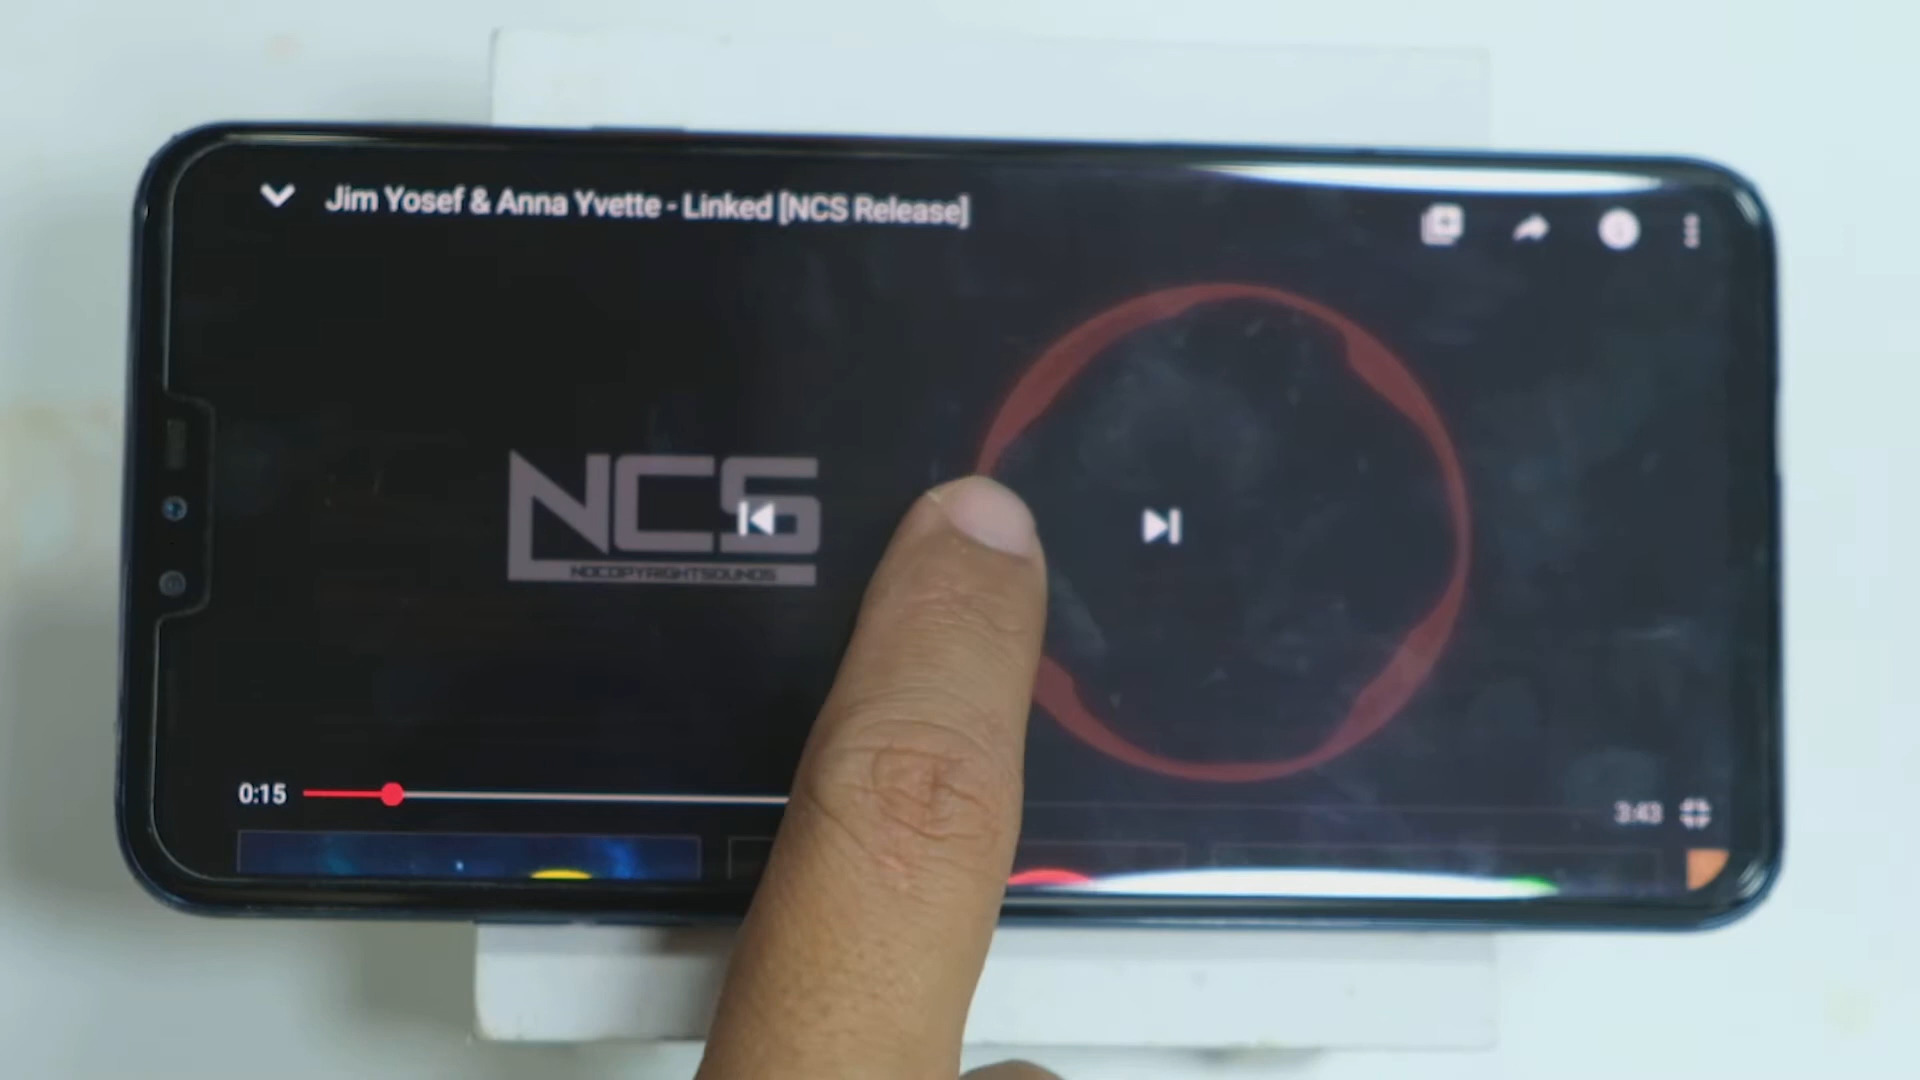 Jim Yosef & Anna Yvette - Linked [NCS Release]
NCS
NOCOPYRIGHTSOUNDS
0:15
3:43